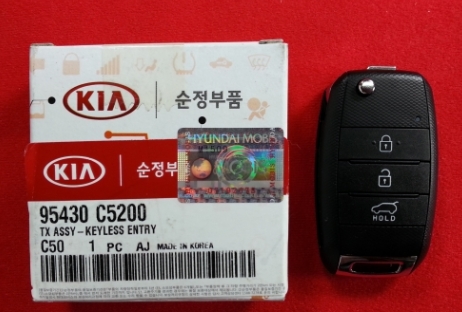 KIA 순정부품
HYUNDAI MOBIS
KIA 순정부
95430 C5200
TX ASSY-KEYLESS ENTRY
C50 1 PC AJ MADE IN KOREA
HOLD